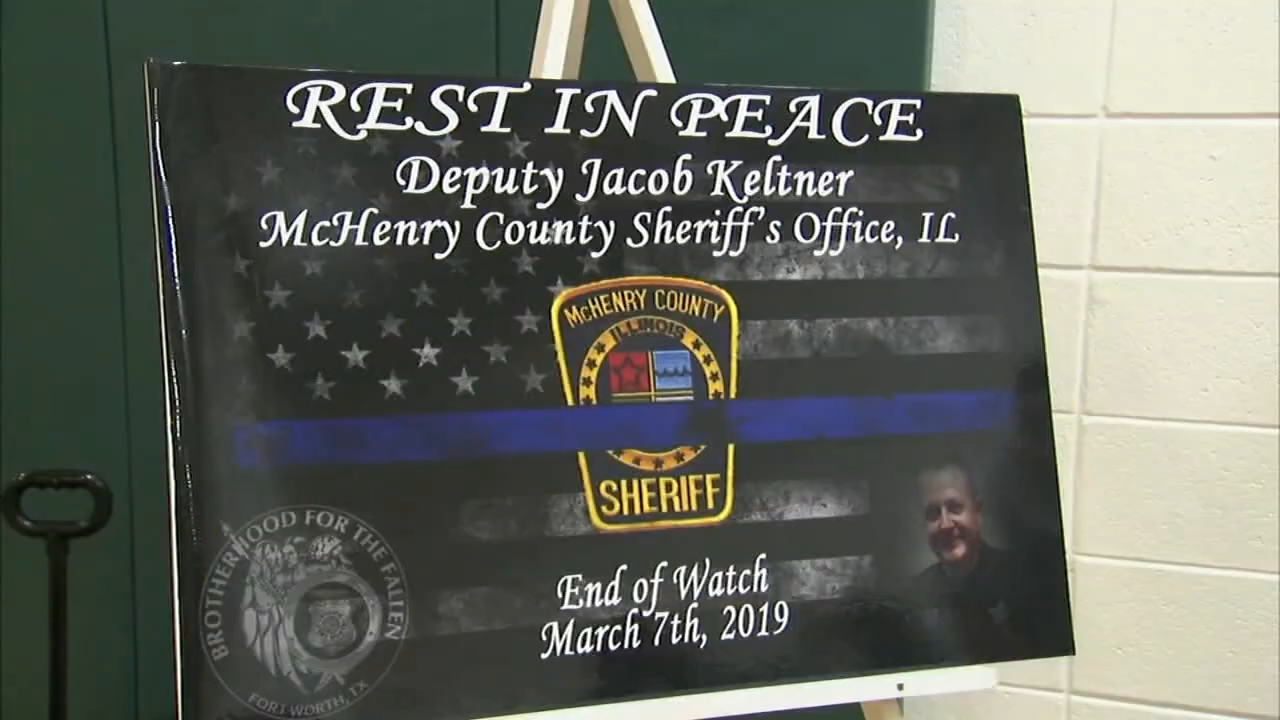 REST IN PEACE
Deputy Jacob Keltner
McHenry County Sheriff's Office, IL
McHENRY COUNTY
ILLINOIS
SHERIFF
End of Watch
March 7th, 2019
BROTHERHOOD FOR THE FALLEN
FORT WORTH, TX